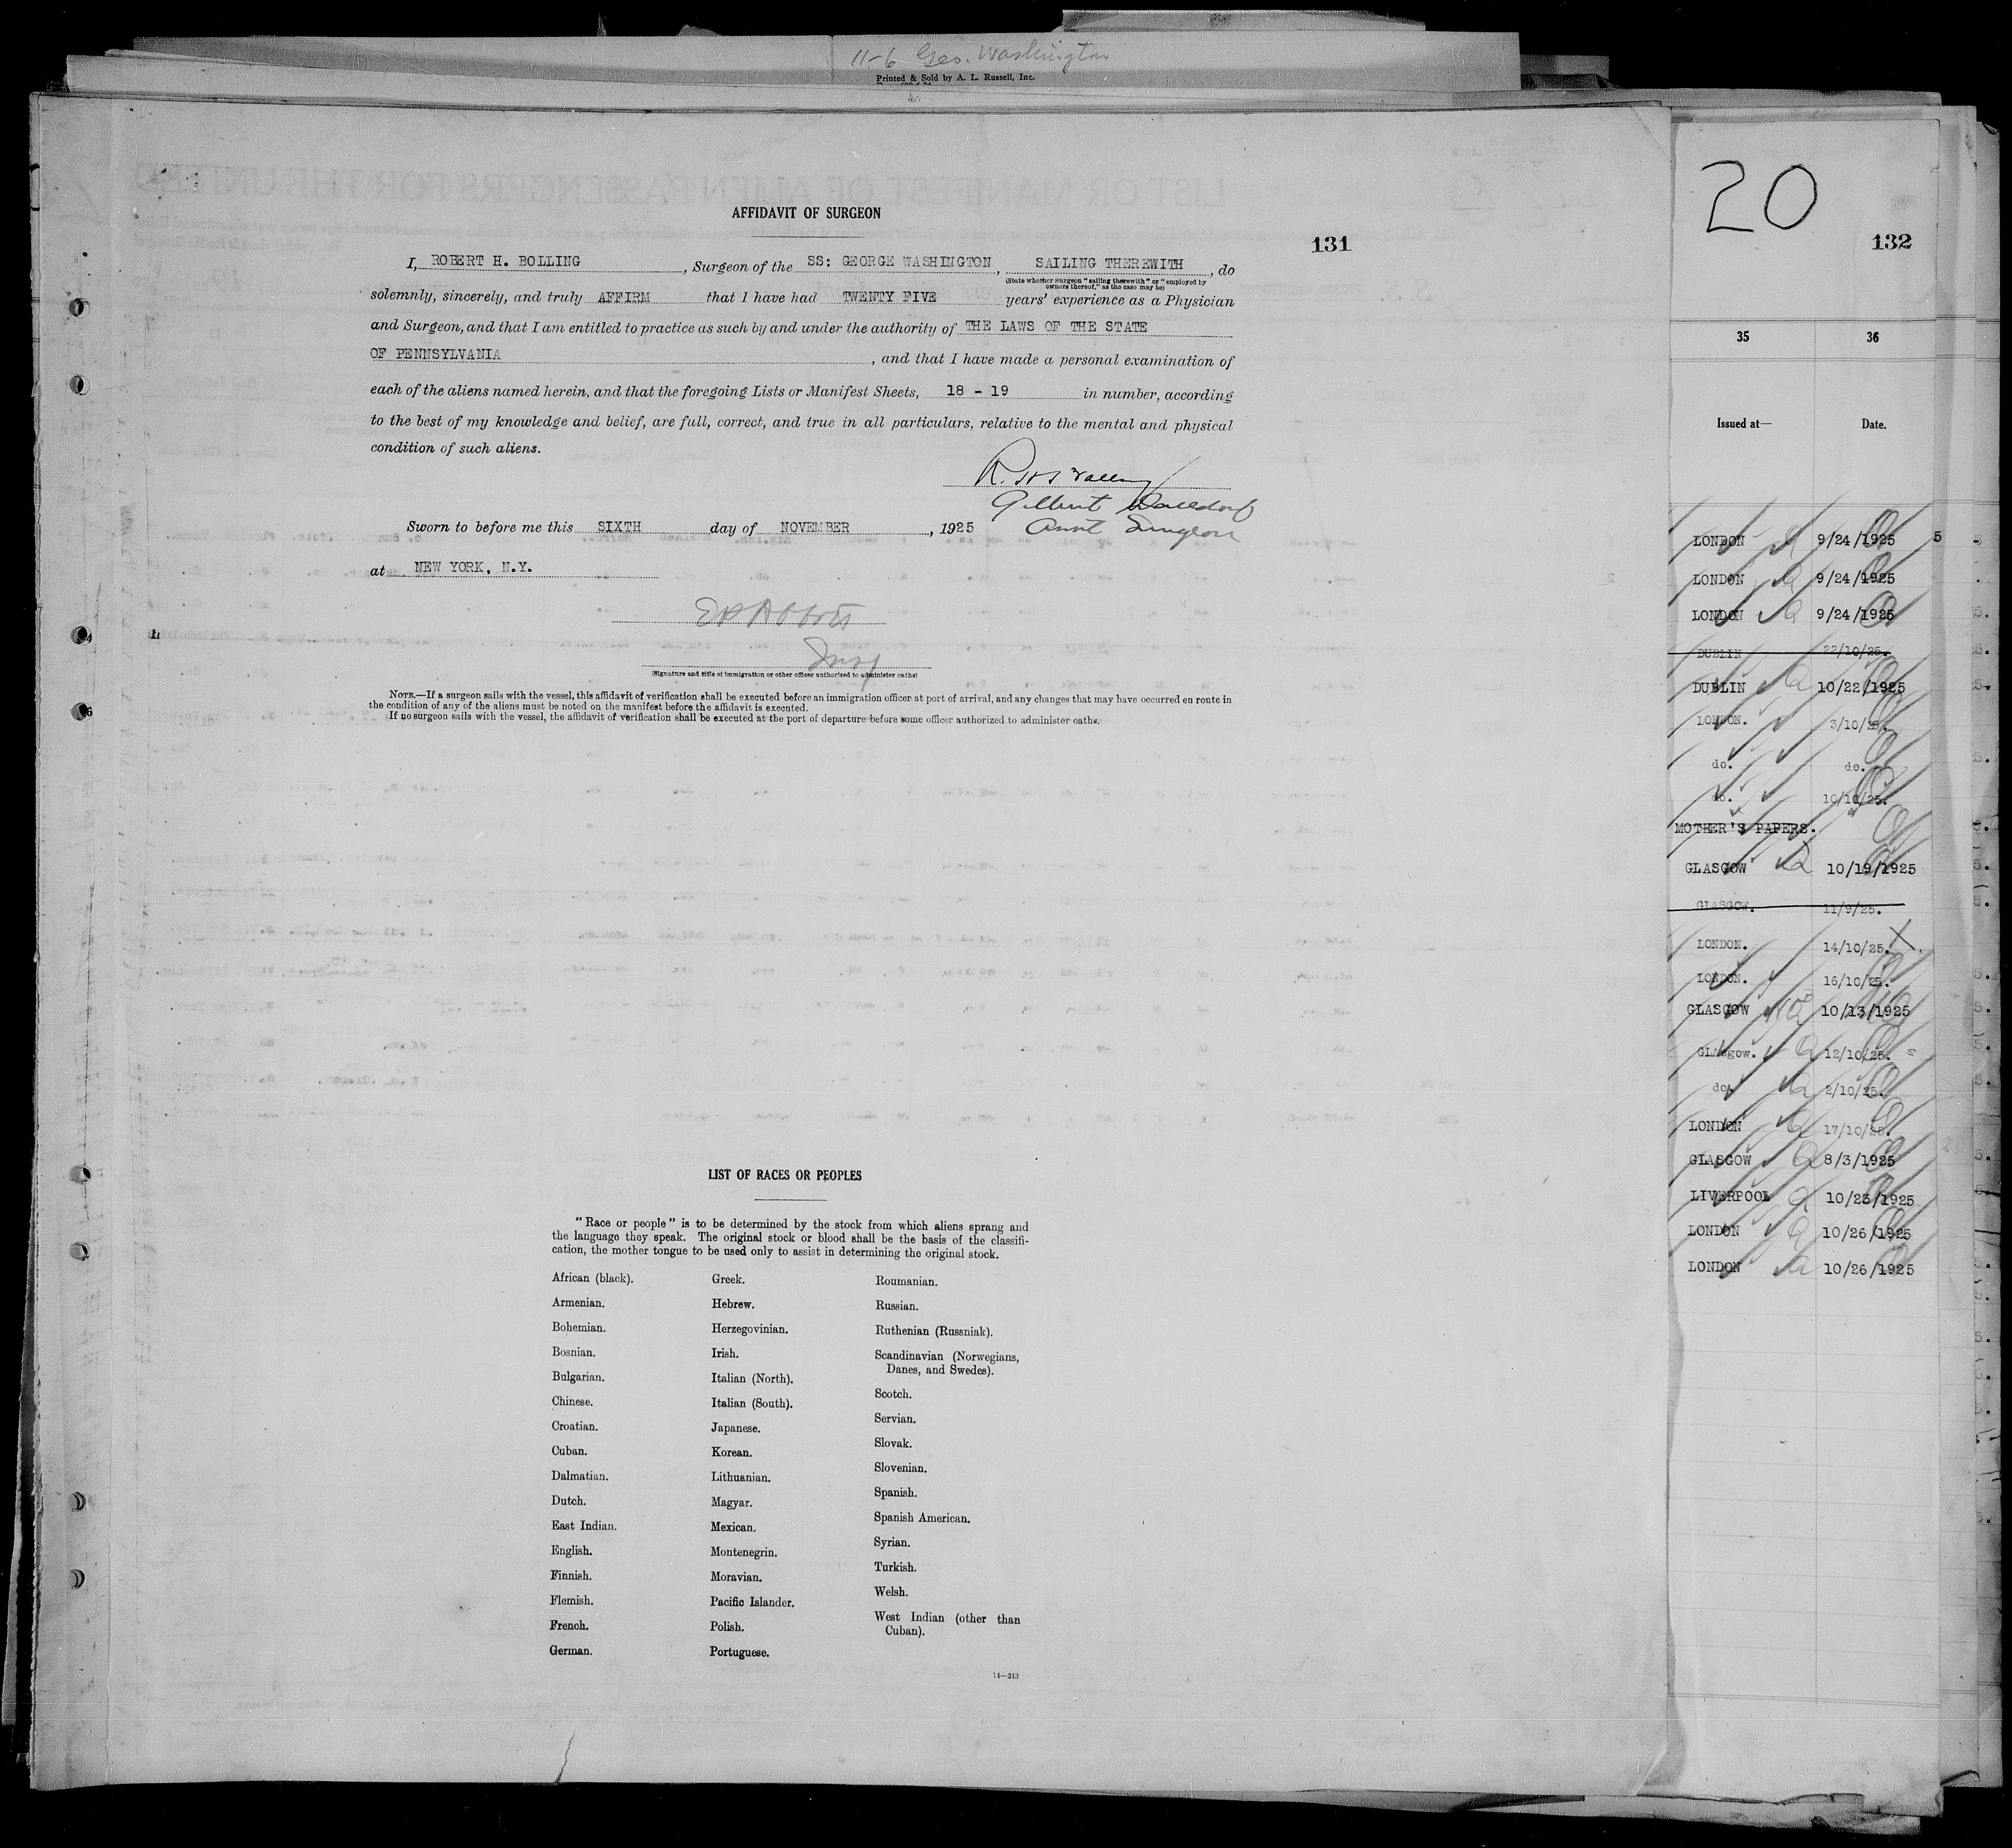 11-6 Geo. Washington
Printed & Sold by A. L. Russell, Inc.
AFFIDAVIT OF SURGEON
131
I, ROBERT H. BOLLING, Surgeon of the SS: GEORGE WASHINGTON, SAILING THEREWITH, do
(State whether Surgeon "sailing therewith" or "employed by
owners thereof," as the case may be)
solemnly, sincerely, and truly AFFIRM that I have had TWENTY FIVE years' experience as a Physician
and Surgeon, and that I am entitled to practice as such by and under the authority of THE LAWS OF THE STATE
OF PENNSYLVANIA, and that I have made a personal examination of
each of the aliens named herein, and that the foregoing Lists or Manifest Sheets, 18 - 19 in number, according
to the best of my knowledge and belief, are full, correct, and true in all particulars, relative to the mental and physical
condition of such aliens.
R. H. Bolling
Gilbert
Asst Surgeon
Sworn to before me this SIXTH day of NOVEMBER, 1925
at NEW YORK, N.Y.
Insp
(Signature and title of immigration or other officer authorized to administer oaths)
NOTE.—If a surgeon sails with the vessel, this affidavit of verification shall be executed before an immigration officer at port of arrival, and any changes that may have occurred en route in
the condition of any of the aliens must be noted on the manifest before the affidavit is executed.
If no surgeon sails with the vessel, the affidavit of verification shall be executed at the port of departure before some officer authorized to administer oaths.
LIST OF RACES OR PEOPLES
"Race or people" is to be determined by the stock from which aliens sprang and
the language they speak. The original stock or blood shall be the basis of the classifi-
cation, the mother tongue to be used only to assist in determining the original stock.
African (black).
Armenian.
Bohemian.
Bosnian.
Bulgarian.
Chinese.
Croatian.
Cuban.
Dalmatian.
Dutch.
East Indian.
English.
Finnish.
Flemish.
French.
German.
Greek.
Hebrew.
Herzegovinian.
Irish.
Italian (North).
Italian (South).
Japanese.
Korean.
Lithuanian.
Magyar.
Mexican.
Montenegrin.
Moravian.
Pacific Islander.
Polish.
Portuguese.
Roumanian.
Russian.
Ruthenian (Russniak).
Scandinavian (Norwegians,
Danes, and Swedes).
Scotch.
Servian.
Slovak.
Slovenian.
Spanish.
Spanish American.
Syrian.
Turkish.
Welsh.
West Indian (other than
Cuban).
14—213
20
132
35 36
Issued at— Date.
LONDON 9/24/1925
LONDON 9/24/1925
LONDON 9/24/1925
DUBLIN 22/10/25.
DUBLIN 10/22/1925
LONDON. 3/10/25.
do. do.
do. 10/10/25.
MOTHER'S PAPERS.
GLASGOW 10/19/1925
GLASGOW. 11/9/25.
LONDON. 14/10/25.
LONDON. 16/10/25.
GLASGOW 10/13/1925
Glasgow. 12/10/25.
do. 2/10/25.
LONDON 17/10/25.
GLASGOW 8/3/1925
LIVERPOOL 10/23/1925
LONDON 10/26/1925
LONDON 10/26/1925